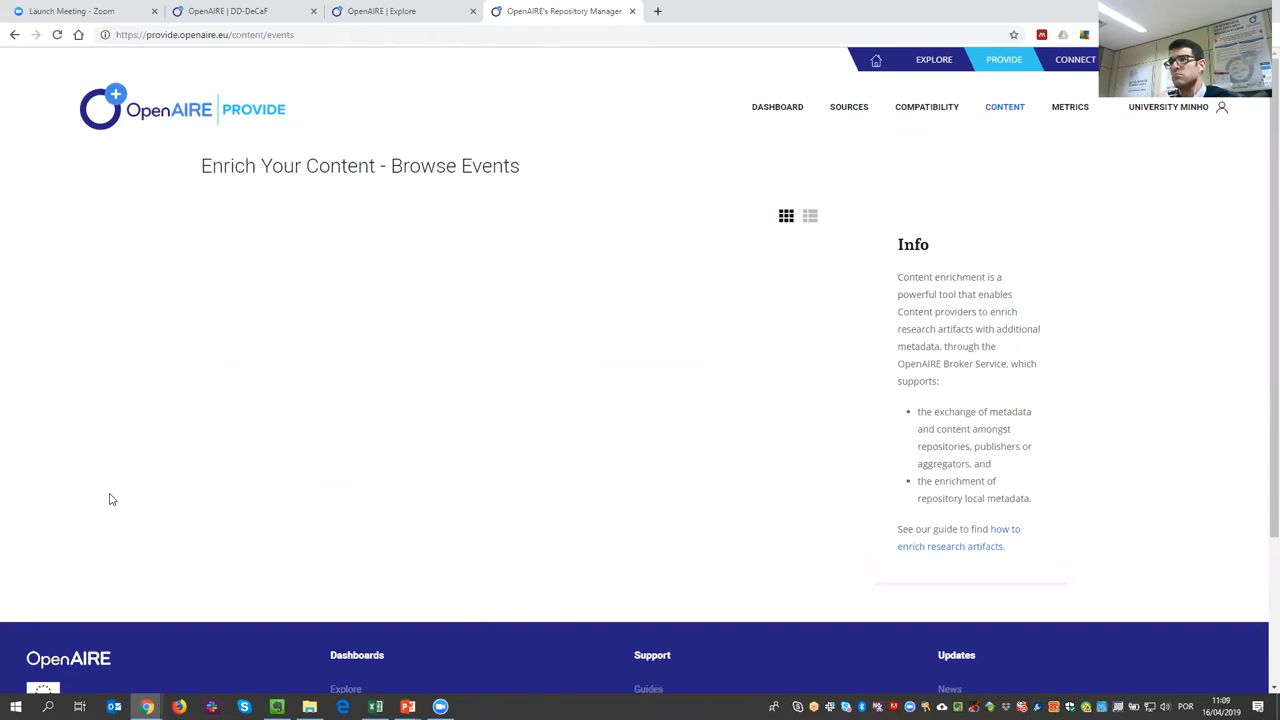 Launch Meeting - Zoom
OpenAIRE | DD-DeCaF
OpenAIRE | Explore
OpenAIRE's Repository Manager
https://provide.openaire.eu/content/events
EXPLORE
PROVIDE
CONNECT
OpenAIRE
PROVIDE
DASHBOARD
SOURCES
COMPATIBILITY
CONTENT
METRICS
UNIVERSITY MINHO
Enrich Your Content - Browse Events
Info
Content enrichment is a
powerful tool that enables
Content providers to enrich
research artifacts with additional
metadata, through the
OpenAIRE Broker Service, which
supports:
• the exchange of metadata
and content amongst
repositories, publishers or
aggregators, and
• the enrichment of
repository local metadata.
See our guide to find how to
enrich research artifacts.
OpenAIRE
Dashboards
Support
Updates
Explore
Guides
News
POR
11:09
16/04/2019